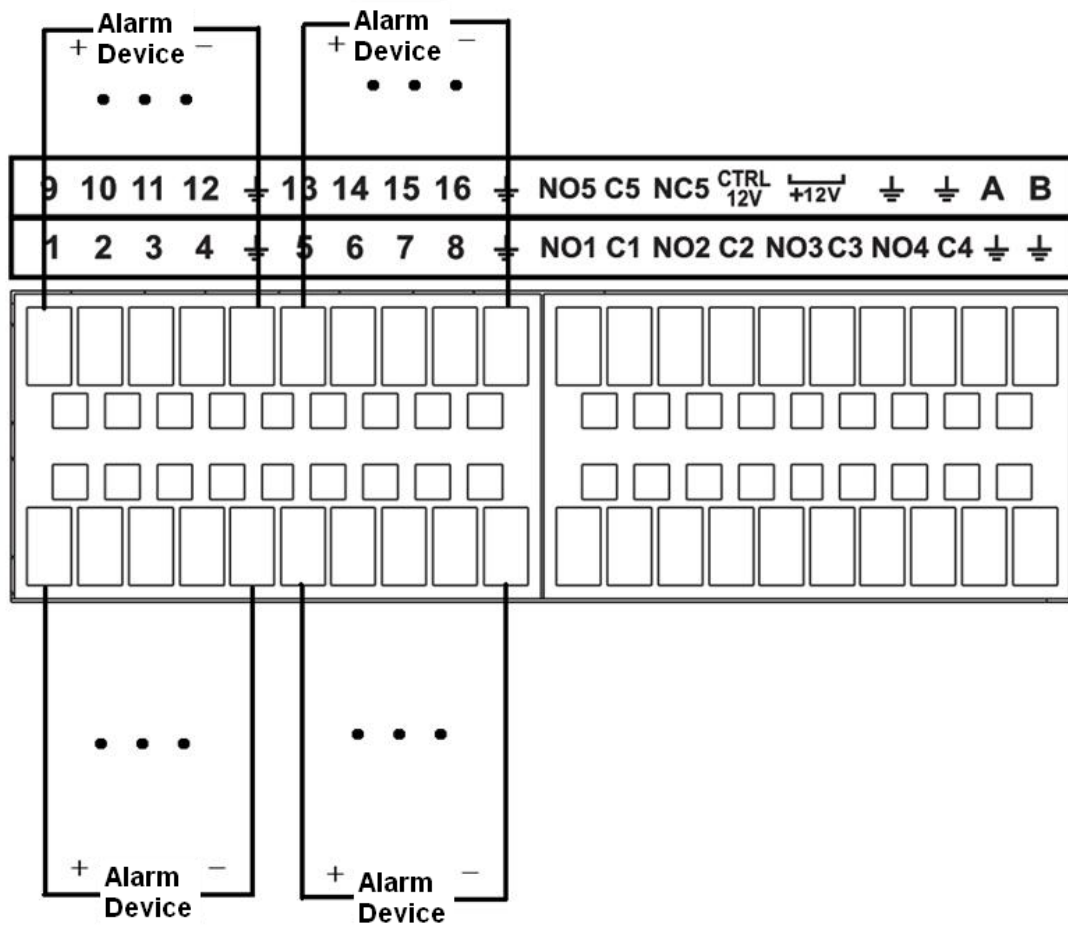 Alarm
Device
+ −
Alarm
Device
+ −
9 10 11 12 ⏚ 13 14 15 16 ⏚ NO5 C5 NC5 CTRL 12V +12V ⏚ ⏚ A B
1 2 3 4 ⏚ 5 6 7 8 ⏚ NO1 C1 NO2 C2 NO3 C3 NO4 C4 ⏚ ⏚
+ −
Alarm
Device
+ −
Alarm
Device